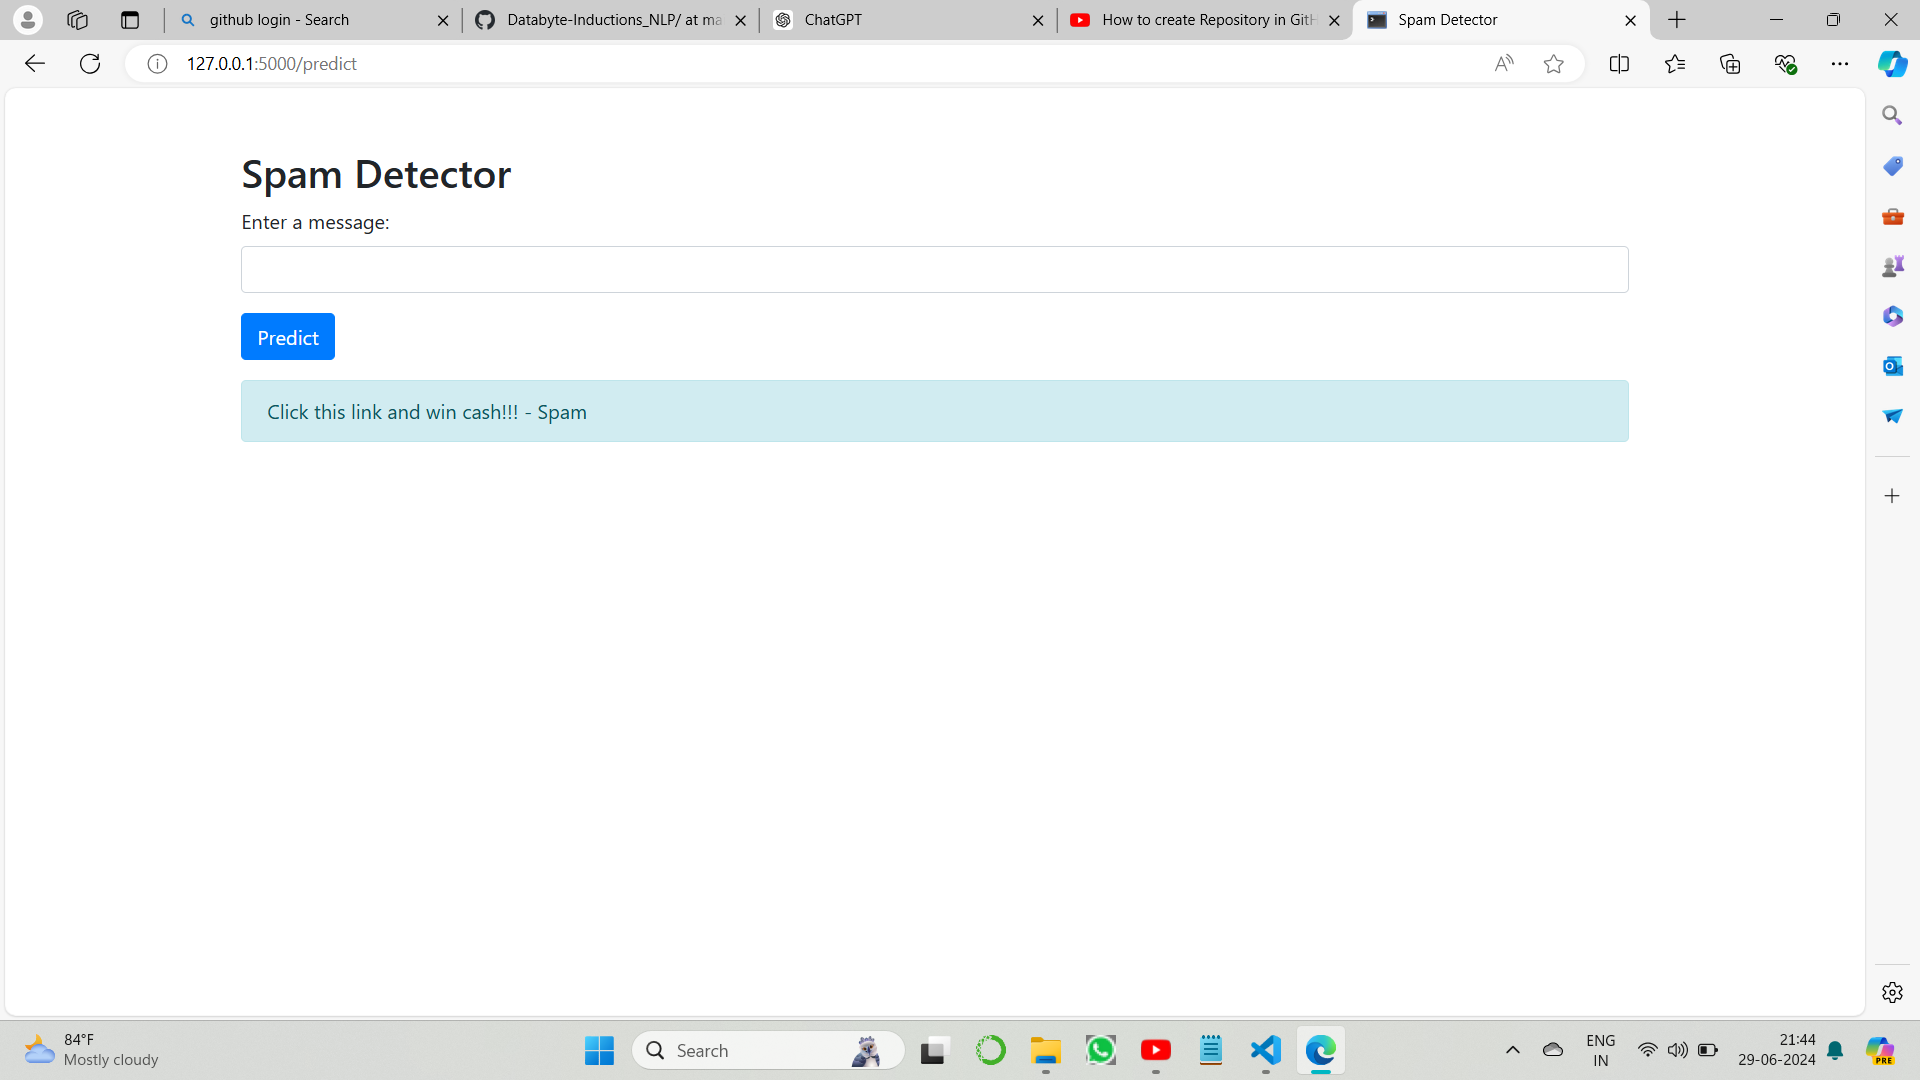 github login - Search
Databyte-Inductions_NLP/ at ma
ChatGPT
How to create Repository in GitH
Spam Detector
127.0.0.1:5000/predict
Spam Detector
Enter a message:
Predict
Click this link and win cash!!! - Spam
84°F
Mostly cloudy
Search
ENG
IN
21:44
29-06-2024
PRE